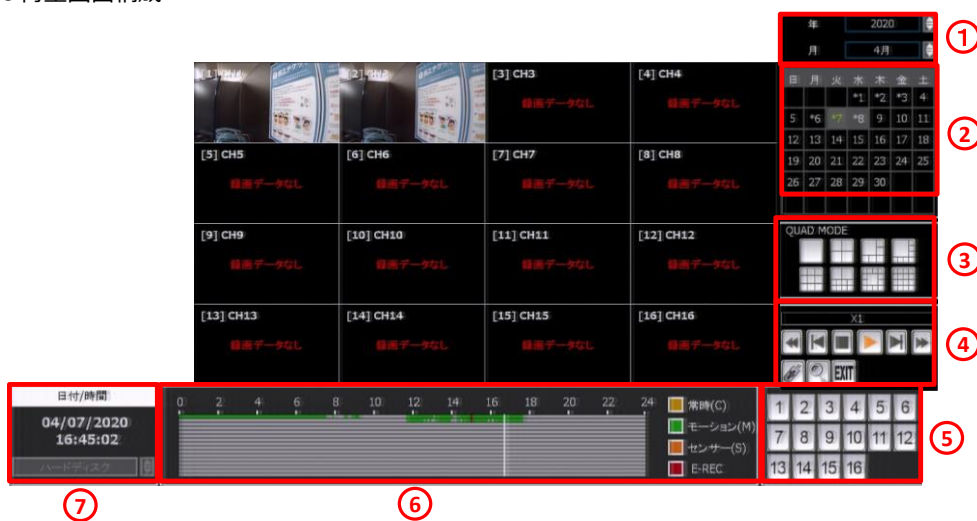 年 2020
月 4月
①
[1] CH1 [2] CH2 [3] CH3 [4] CH4
録画データなし 録画データなし
日 月 火 水 木 金 土
*1 *2 *3 4
5 *6 *7 *8 9 10 11
12 13 14 15 16 17 18
19 20 21 22 23 24 25
26 27 28 29 30
②
[5] CH5 [6] CH6 [7] CH7 [8] CH8
録画データなし 録画データなし 録画データなし 録画データなし
[9] CH9 [10] CH10 [11] CH11 [12] CH12
録画データなし 録画データなし 録画データなし 録画データなし
QUAD MODE
③
[13] CH13 [14] CH14 [15] CH15 [16] CH16
録画データなし 録画データなし 録画データなし 録画データなし
X1
EXIT
④
日付/時間
04/07/2020
16:45:02
ハードディスク
⑦
0 2 4 6 8 10 12 14 16 18 20 22 24
常時(C)
モーション(M)
センサー(S)
E-REC
⑥
1 2 3 4 5 6
7 8 9 10 11 12
13 14 15 16
⑤